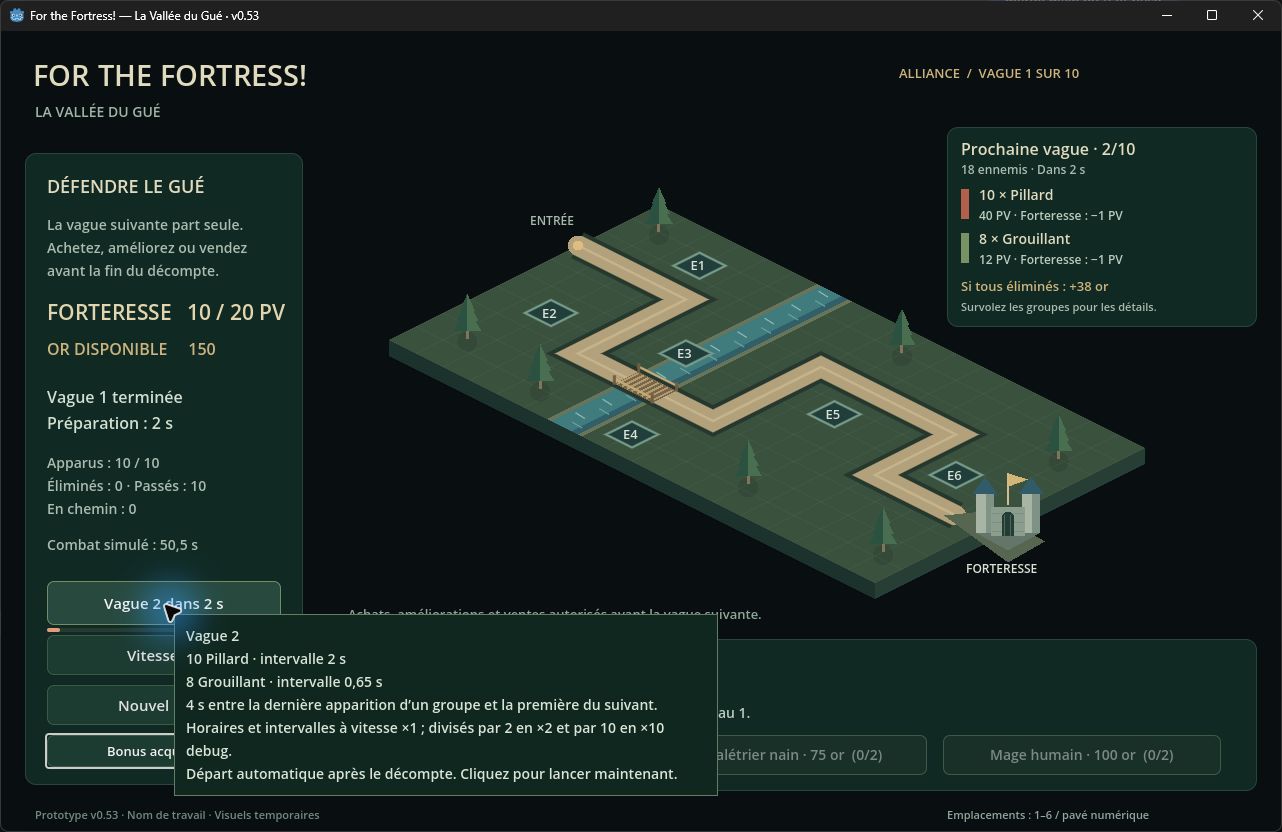 For the Fortress! — La Vallée du Gué · v0.53
FOR THE FORTRESS!
LA VALLÉE DU GUÉ
ALLIANCE / VAGUE 1 SUR 10
DÉFENDRE LE GUÉ
La vague suivante part seule.
Achetez, améliorez ou vendez
avant la fin du décompte.
FORTERESSE 10 / 20 PV
OR DISPONIBLE 150
Vague 1 terminée
Préparation : 2 s
Apparus : 10 / 10
Éliminés : 0 · Passés : 10
En chemin : 0
Combat simulé : 50,5 s
Vague 2 dans 2 s
Vitesse
Nouvel
Bonus acqu
ENTRÉE
E1
E2
E3
E4
E5
E6
FORTERESSE
Prochaine vague · 2/10
18 ennemis · Dans 2 s
10 × Pillard
40 PV · Forteresse : −1 PV
8 × Grouillant
12 PV · Forteresse : −1 PV
Si tous éliminés : +38 or
Survolez les groupes pour les détails.
Achats, améliorations et ventes autorisés avant la vague suivante.
Vague 2
10 Pillard · intervalle 2 s
8 Grouillant · intervalle 0,65 s
4 s entre la dernière apparition d’un groupe et la première du suivant.
Horaires et intervalles à vitesse ×1 ; divisés par 2 en ×2 et par 10 en ×10
debug.
Départ automatique après le décompte. Cliquez pour lancer maintenant.
au 1.
alétrier nain · 75 or (0/2)
Mage humain · 100 or (0/2)
Prototype v0.53 · Nom de travail · Visuels temporaires
Emplacements : 1–6 / pavé numérique